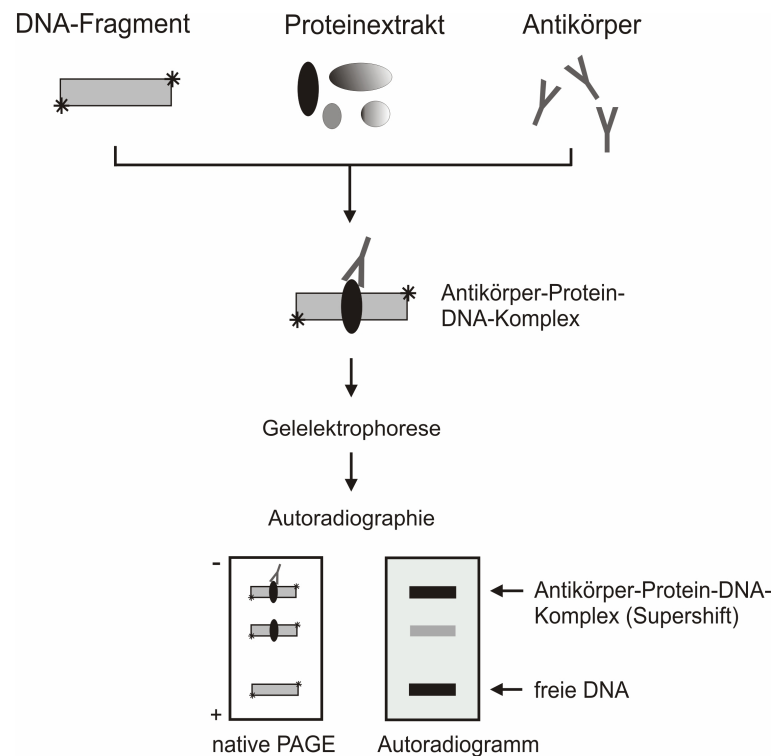 DNA-Fragment
Proteinextrakt
Antikörper
Antikörper-Protein-
DNA-Komplex
Gelelektrophorese
Autoradiographie
-
Antikörper-Protein-DNA-
Komplex (Supershift)
freie DNA
+
native PAGE
Autoradiogramm